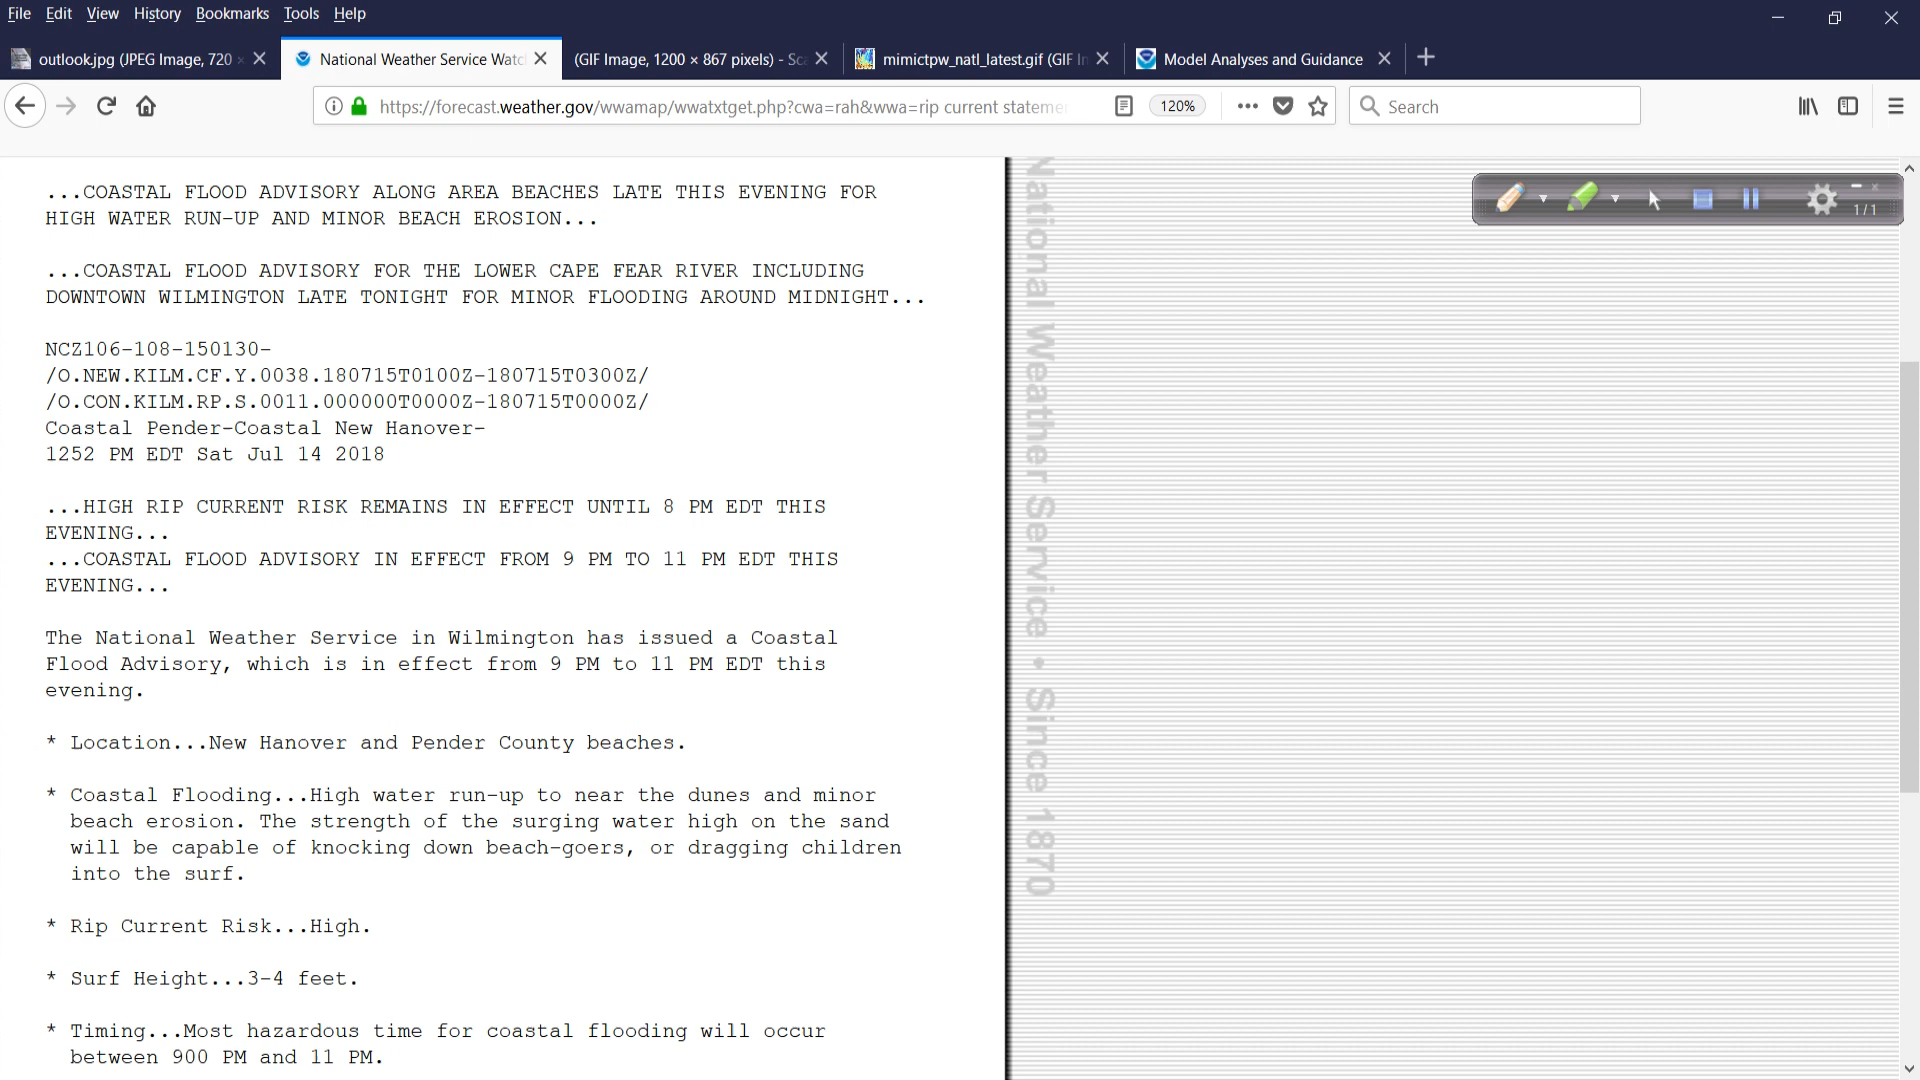 File Edit View History Bookmarks Tools Help
outlook.jpg (JPEG Image, 720 × National Weather Service Watc (GIF Image, 1200 × 867 pixels) - Sca mimictpw_natl_latest.gif (GIF In Model Analyses and Guidance
https://forecast.weather.gov/wwamap/wwatxtget.php?cwa=rah&wwa=rip current stateme 120% Search
1/1
...COASTAL FLOOD ADVISORY ALONG AREA BEACHES LATE THIS EVENING FOR
HIGH WATER RUN-UP AND MINOR BEACH EROSION...
...COASTAL FLOOD ADVISORY FOR THE LOWER CAPE FEAR RIVER INCLUDING
DOWNTOWN WILMINGTON LATE TONIGHT FOR MINOR FLOODING AROUND MIDNIGHT...
NCZ106-108-150130-
/O.NEW.KILM.CF.Y.0038.180715T0100Z-180715T0300Z/
/O.CON.KILM.RP.S.0011.000000T0000Z-180715T0000Z/
Coastal Pender-Coastal New Hanover-
1252 PM EDT Sat Jul 14 2018
...HIGH RIP CURRENT RISK REMAINS IN EFFECT UNTIL 8 PM EDT THIS
EVENING...
...COASTAL FLOOD ADVISORY IN EFFECT FROM 9 PM TO 11 PM EDT THIS
EVENING...
The National Weather Service in Wilmington has issued a Coastal
Flood Advisory, which is in effect from 9 PM to 11 PM EDT this
evening.
* Location...New Hanover and Pender County beaches.
* Coastal Flooding...High water run-up to near the dunes and minor
beach erosion. The strength of the surging water high on the sand
will be capable of knocking down beach-goers, or dragging children
into the surf.
* Rip Current Risk...High.
* Surf Height...3-4 feet.
* Timing...Most hazardous time for coastal flooding will occur
between 900 PM and 11 PM.
National Weather Service • Since 1870